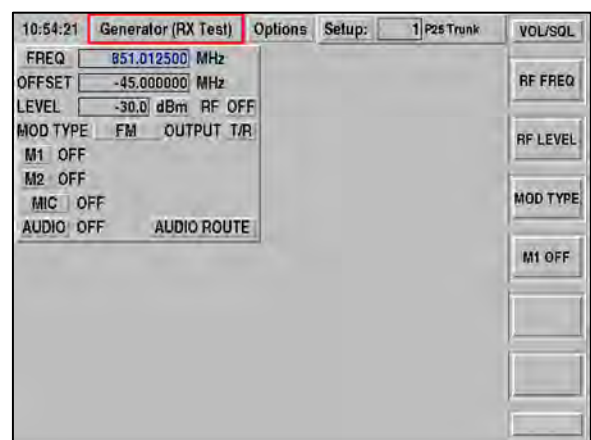 10:54:21 Generator (RX Test) Options Setup: 1 P25 Trunk VOL/SQL
FREQ 851.012500 MHz
OFFSET -45.000000 MHz RF FREQ
LEVEL -30.0 dBm RF OFF
MOD TYPE FM OUTPUT T/R RF LEVEL
M1 OFF
M2 OFF
MIC OFF MOD TYPE
AUDIO OFF AUDIO ROUTE
M1 OFF